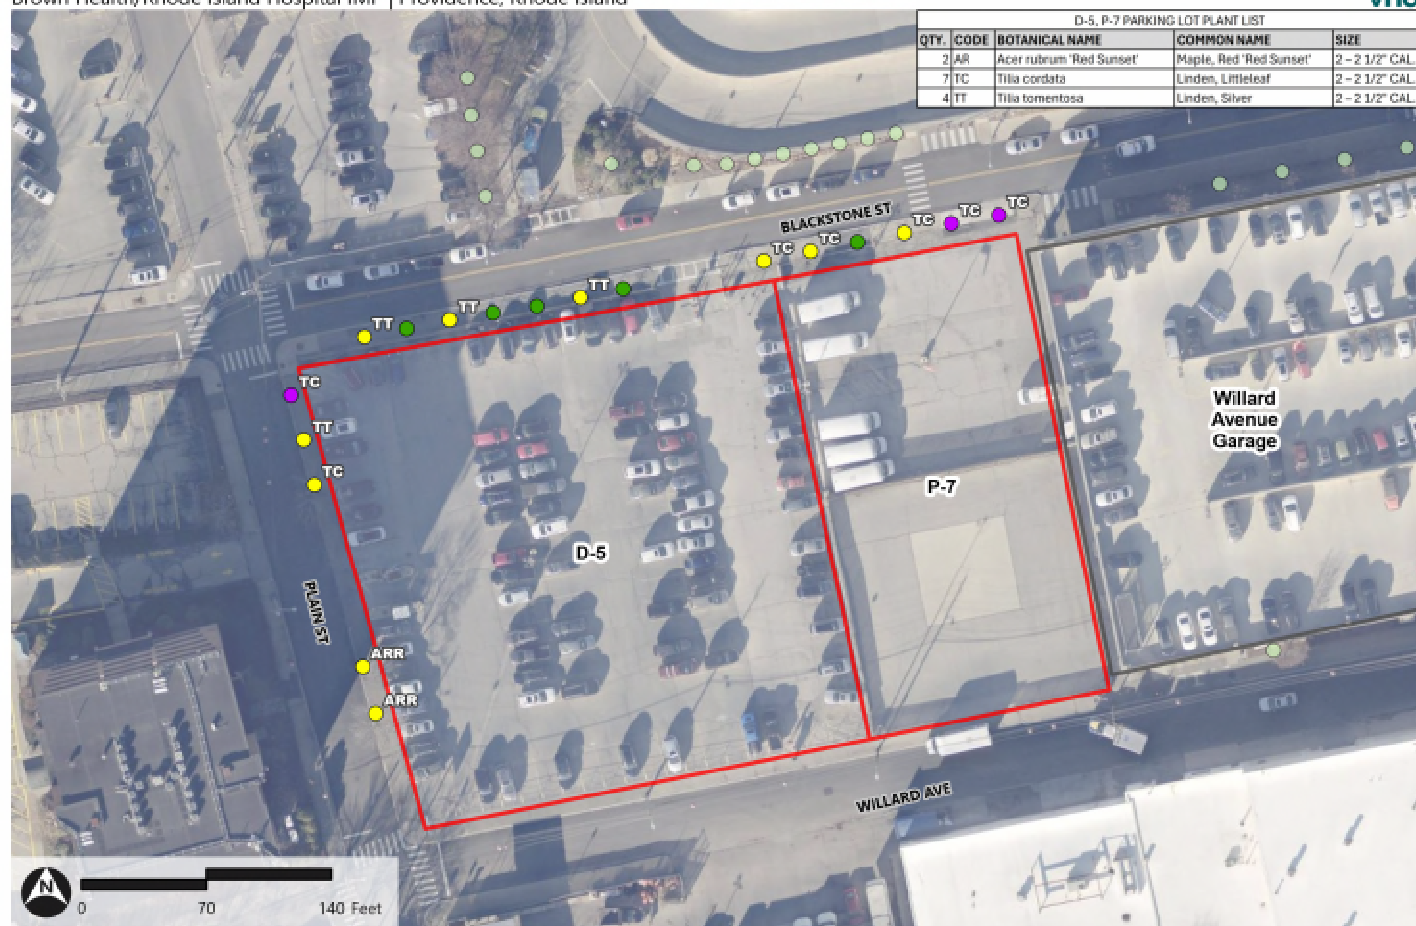 Brown Health/Rhode Island Hospital IMP | Providence, Rhode Island
vhb
D-5, P-7 PARKING LOT PLANT LIST
QTY. CODE BOTANICAL NAME COMMON NAME SIZE
2 AR Acer rubrum 'Red Sunset' Maple, Red 'Red Sunset' 2 – 2 1/2" CAL.
7 TC Tilia cordata Linden, Littleleaf 2 – 2 1/2" CAL.
4 TT Tilia tomentosa Linden, Silver 2 – 2 1/2" CAL.
BLACKSTONE ST
TC
TC
TC
TC
TC
TT
TT
TT
TC
TT
TC
Willard
Avenue
Garage
P-7
D-5
PLAIN ST
ARR
ARR
WILLARD AVE
N
0 70 140 Feet